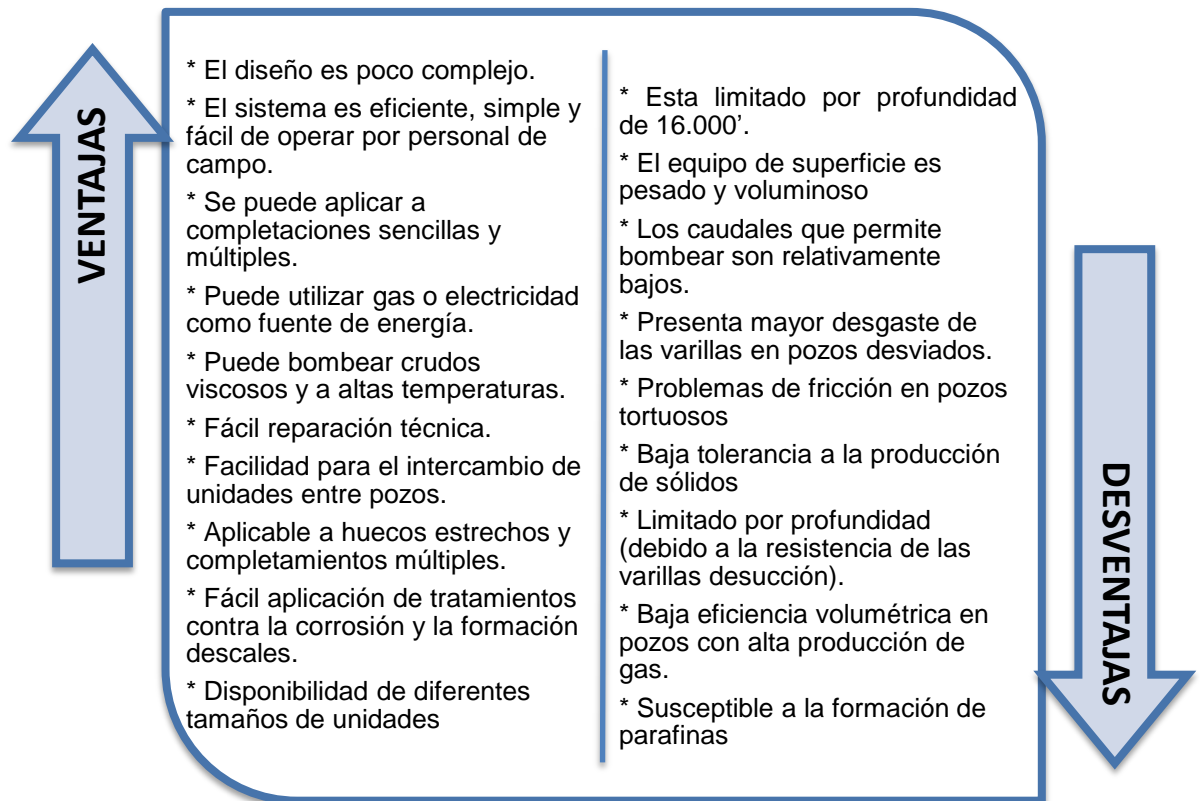 VENTAJAS
* El diseño es poco complejo.
* El sistema es eficiente, simple y
fácil de operar por personal de
campo.
* Se puede aplicar a
completaciones sencillas y
múltiples.
* Puede utilizar gas o electricidad
como fuente de energía.
* Puede bombear crudos
viscosos y a altas temperaturas.
* Fácil reparación técnica.
* Facilidad para el intercambio de
unidades entre pozos.
* Aplicable a huecos estrechos y
completamientos múltiples.
* Fácil aplicación de tratamientos
contra la corrosión y la formación
descales.
* Disponibilidad de diferentes
tamaños de unidades
* Esta limitado por profundidad
de 16.000’.
* El equipo de superficie es
pesado y voluminoso
* Los caudales que permite
bombear son relativamente
bajos.
* Presenta mayor desgaste de
las varillas en pozos desviados.
* Problemas de fricción en pozos
tortuosos
* Baja tolerancia a la producción
de sólidos
* Limitado por profundidad
(debido a la resistencia de las
varillas desucción).
* Baja eficiencia volumétrica en
pozos con alta producción de
gas.
* Susceptible a la formación de
parafinas
DESVENTAJAS